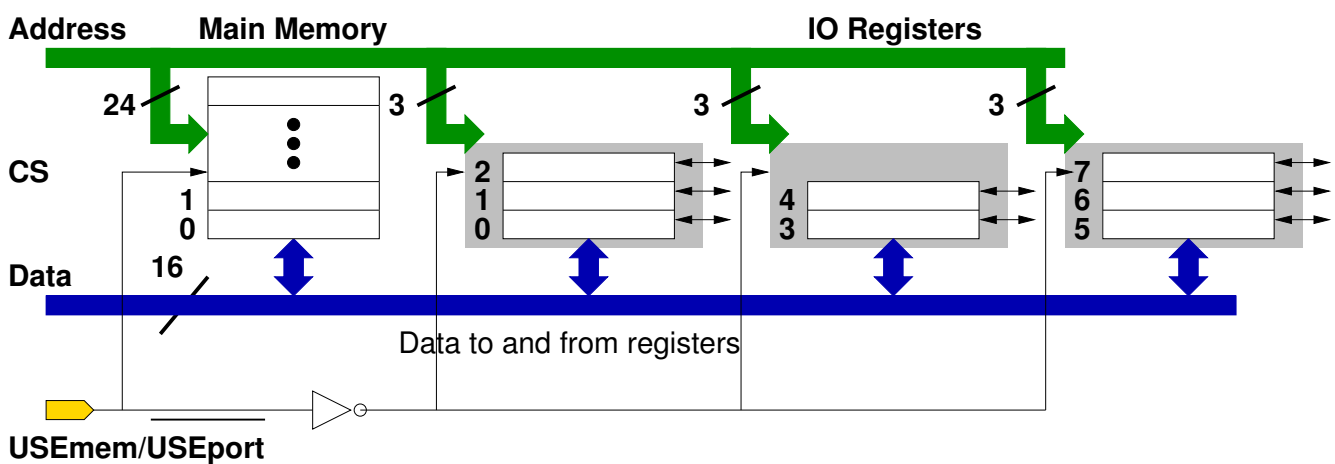 Address Main Memory IO Registers
24 3 3 3
CS 2 7
1 1 4 6
0 0 3 5
16
Data
Data to and from registers
USEmem/USEport